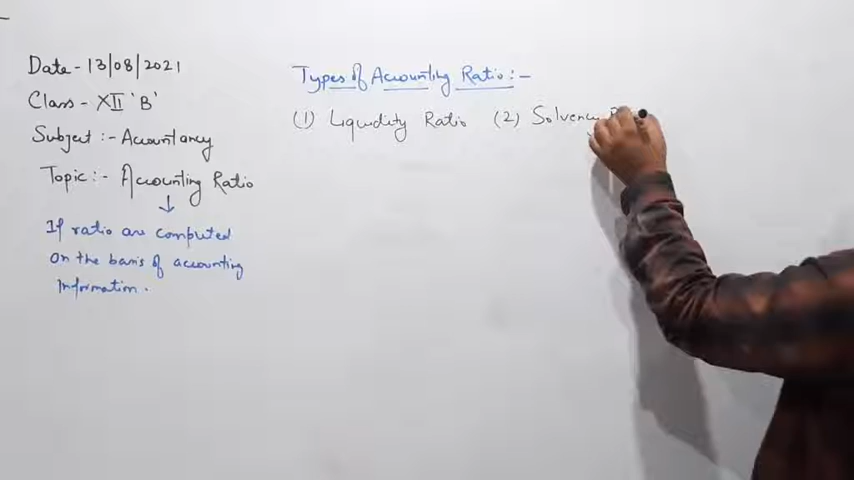 Date - 13/08/2021
Class - XII 'B'
Subject :- Accountancy
Topic :- Accounting Ratio
↓
If ratio are computed
on the basis of accounting
Information .
Types of Accounting Ratio :-
(1) Liquidity Ratio (2) Solvency